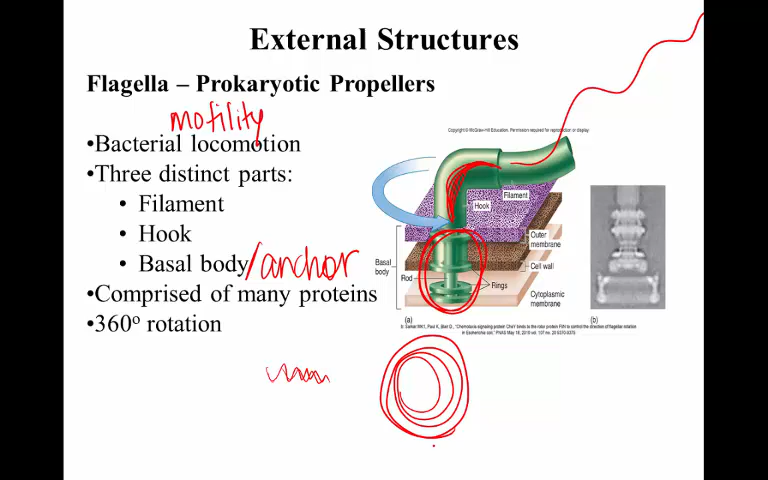 External Structures
Flagella – Prokaryotic Propellers
motility
•Bacterial locomotion
•Three distinct parts:
• Filament
• Hook
• Basal body/anchor
•Comprised of many proteins
•360º rotation
Copyright © McGraw-Hill Education. Permission required for reproduction or display.
Filament
Hook
Outer
membrane
Basal
body
Cell wall
Rod
Rings
Cytoplasmic
membrane
(a)
(b)